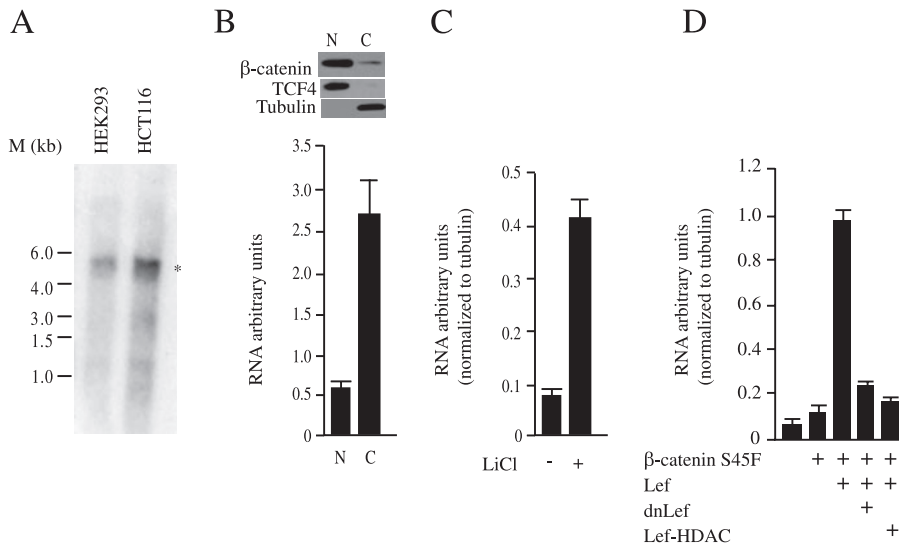 A
HEK293
HCT116
M (kb)
6.0
4.0
3.0
1.5
1.0
*
B
N C
β-catenin
TCF4
Tubulin
RNA arbitrary units
3.5
3.0
2.5
2.0
1.5
1.0
0.5
0
N C
C
RNA arbitrary units
(normalized to tubulin)
0.5
0.4
0.2
0.1
0
LiCl - +
D
RNA arbitrary units
(normalized to tubulin)
1.0
0.8
0.6
0.4
1.2
0.2
0
β-catenin S45F + + + +
Lef + + +
dnLef +
Lef-HDAC +